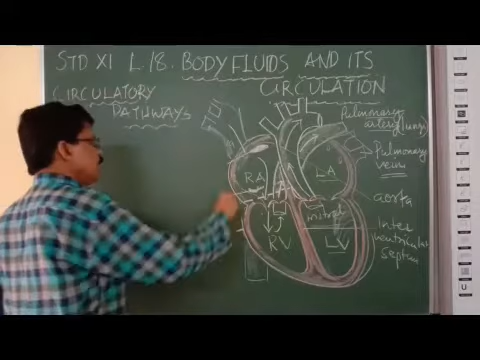 STD XI L.18. BODY FLUIDS AND ITS
CIRCULATORY CIRCULATION
PATHWAYS
Pulmonary
artery (lungs)
Pulmonary
vein
RA
LA
aorta
mitral
Inter
ventricular
septum
RV
LV
u